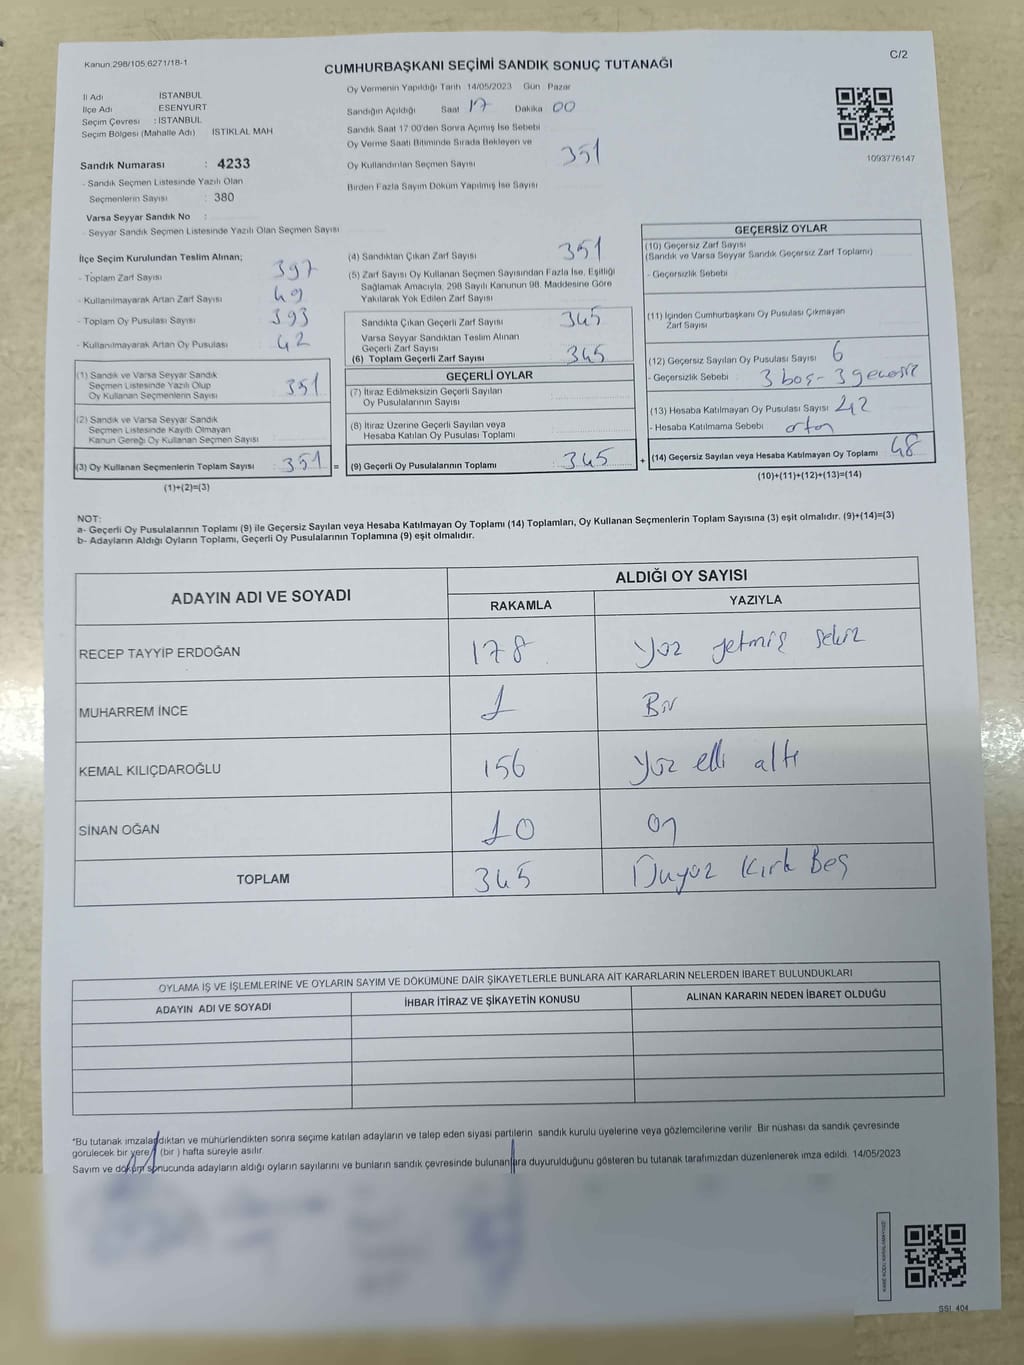 Kanun:298/105,6271/18-1
C/2
CUMHURBAŞKANI SEÇİMİ SANDIK SONUÇ TUTANAĞI
İl Adı İSTANBUL
İlçe Adı ESENYURT
Seçim Çevresi : İSTANBUL
Seçim Bölgesi (Mahalle Adı) İSTİKLAL MAH
Sandık Numarası : 4233
- Sandık Seçmen Listesinde Yazılı Olan
Seçmenlerin Sayısı : 380
Varsa Seyyar Sandık No :
- Seyyar Sandık Seçmen Listesinde Yazılı Olan Seçmen Sayısı
Oy Vermenin Yapıldığı Tarih 14/05/2023 Gün Pazar
Sandığın Açıldığı Saat 17 Dakika 00
Sandık Saat 17:00'den Sonra Açımış İse Sebebi
Oy Verme Saati Bitiminde Sırada Bekleyen ve
Oy Kullandırılan Seçmen Sayısı 351
Birden Fazla Sayım Döküm Yapılmış İse Sayısı
1093776147
İlçe Seçim Kurulundan Teslim Alınan;
- Toplam Zarf Sayısı 397
- Kullanılmayarak Artan Zarf Sayısı 49
- Toplam Oy Pusulası Sayısı 393
- Kullanılmayarak Artan Oy Pusulası 42
(1) Sandık ve Varsa Seyyar Sandık
Seçmen Listesinde Yazılı Olup
Oy Kullanan Seçmenlerin Sayısı 351
(2) Sandık ve Varsa Seyyar Sandık
Seçmen Listesinde Kayıtlı Olmayan
Kanun Gereği Oy Kullanan Seçmen Sayısı
(3) Oy Kullanan Seçmenlerin Toplam Sayısı 351 =
(1)+(2)=(3)
(4) Sandıktan Çıkan Zarf Sayısı 351
(5) Zarf Sayısı Oy Kullanan Seçmen Sayısından Fazla İse, Eşitliği
Sağlamak Amacıyla, 298 Sayılı Kanunun 98. Maddesine Göre
Yakılarak Yok Edilen Zarf Sayısı
Sandıkta Çıkan Geçerli Zarf Sayısı 345
Varsa Seyyar Sandıktan Teslim Alınan
Geçerli Zarf Sayısı
(6) Toplam Geçerli Zarf Sayısı 345
GEÇERLİ OYLAR
(7) İtiraz Edilmeksizin Geçerli Sayılan
Oy Pusulalarının Sayısı
(8) İtiraz Üzerine Geçerli Sayılan veya
Hesaba Katılan Oy Pusulası Toplamı
(9) Geçerli Oy Pusulalarının Toplamı 345 +
GEÇERSİZ OYLAR
(10) Geçersiz Zarf Sayısı
(Sandık ve Varsa Seyyar Sandık Geçersiz Zarf Toplamı)
- Geçersizlik Sebebi
(11) İçinden Cumhurbaşkanı Oy Pusulası Çıkmayan
Zarf Sayısı
(12) Geçersiz Sayılan Oy Pusulası Sayısı 6
- Geçersizlik Sebebi 3 boş - 3 geçersiz
(13) Hesaba Katılmayan Oy Pusulası Sayısı 42
- Hesaba Katılmama Sebebi artan
(14) Geçersiz Sayılan veya Hesaba Katılmayan Oy Toplamı 48
(10)+(11)+(12)+(13)=(14)
NOT:
a- Geçerli Oy Pusulalarının Toplamı (9) ile Geçersiz Sayılan veya Hesaba Katılmayan Oy Toplamı (14) Toplamları, Oy Kullanan Seçmenlerin Toplam Sayısına (3) eşit olmalıdır. (9)+(14)=(3)
b- Adayların Aldığı Oyların Toplamı, Geçerli Oy Pusulalarının Toplamına (9) eşit olmalıdır.
ADAYIN ADI VE SOYADI
ALDIĞI OY SAYISI
RAKAMLA YAZIYLA
RECEP TAYYİP ERDOĞAN 178 Yüz yetmiş sekiz
MUHARREM İNCE 1 Bir
KEMAL KILIÇDAROĞLU 156 Yüz elli altı
SİNAN OĞAN 10 On
TOPLAM 345 Kırk Beş
OYLAMA İŞ VE İŞLEMLERİNE VE OYLARIN SAYIM VE DÖKÜMÜNE DAİR ŞİKAYETLERLE BUNLARA AİT KARARLARIN NELERDEN İBARET BULUNDUKLARI
ADAYIN ADI VE SOYADI İHBAR İTİRAZ VE ŞİKAYETİN KONUSU ALINAN KARARIN NEDEN İBARET OLDUĞU
*Bu tutanak imzalandıktan ve mühürlendikten sonra seçime katılan adayların ve talep eden siyasi partilerin sandık kurulu üyelerine veya gözlemcilerine verilir. Bir nüshası da sandık çevresinde
görülecek bir yere (bir ) hafta süreyle asılır.
Sayım ve döküm sonucunda adayların aldığı oyların sayılarını ve bunların sandık çevresinde bulunanlara duyurulduğunu gösteren bu tutanak tarafımızdan düzenlenerek imza edildi. 14/05/2023
SSI: 404